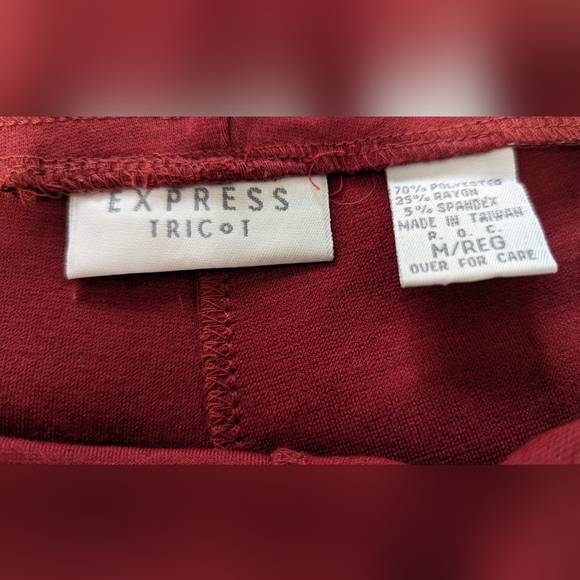 EXPRESS
TRICOT
70% POLYESTER
25% RAYON
5% SPANDEX
MADE IN TAIWAN
R. O. C.
M/REG
OVER FOR CARE